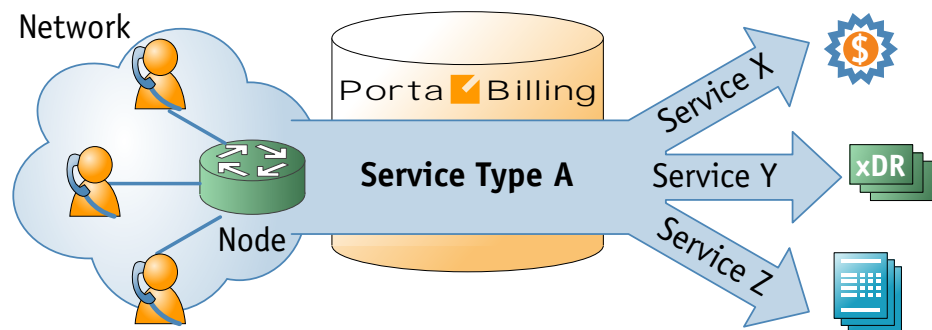 Network
Porta Billing
Service X
$
Service Type A
Service Y
xDR
Node
Service Z